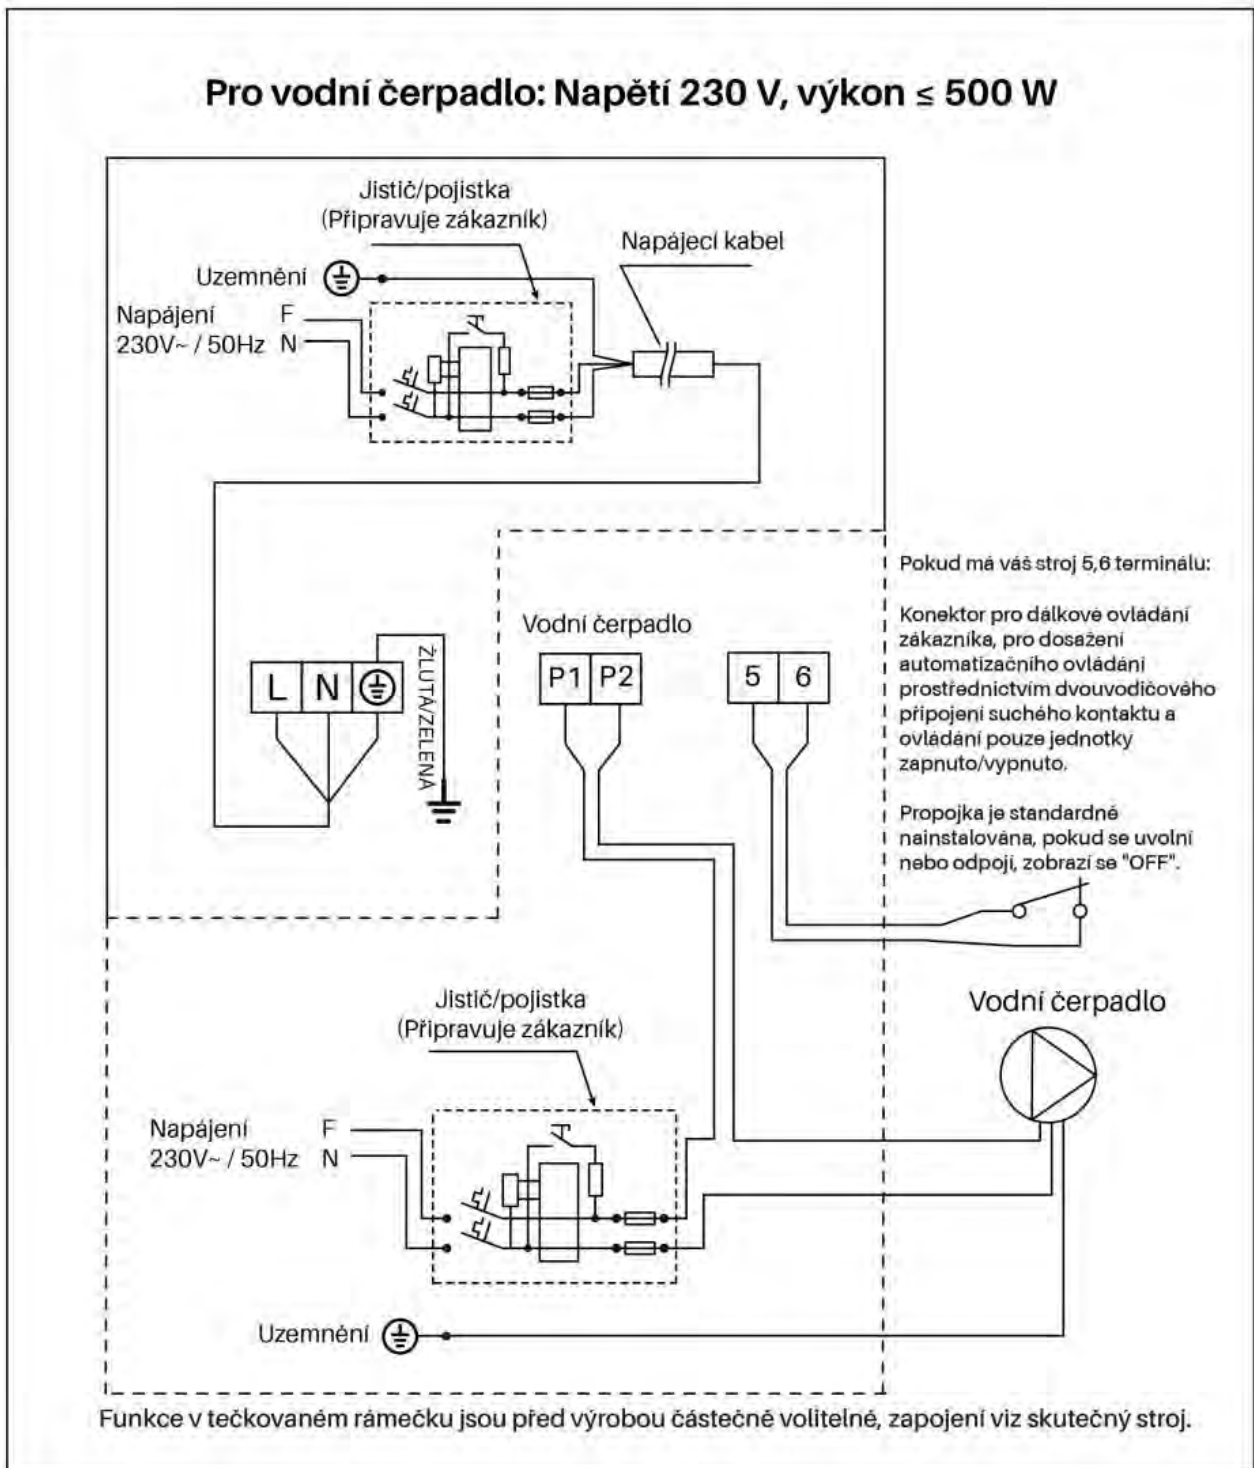 Pro vodní čerpadlo: Napětí 230 V, výkon ≤ 500 W
Jistič/pojistka
(Připravuje zákazník)
Napájecí kabel
Uzemnění
Napájení F
230V~ / 50Hz N
Pokud má váš stroj 5,6 terminálu:
Konektor pro dálkové ovládání
zákazníka, pro dosažení
automatizačního ovládání
prostřednictvím dvouvodičového
připojení suchého kontaktu a
ovládání pouze jednotky
zapnuto/vypnuto.
Propojka je standardně
nainstalována, pokud se uvolní
nebo odpojí, zobrazí se "OFF".
Vodní čerpadlo
L N
ŽLUTÁ/ZELENÁ
P1 P2
5 6
Jistič/pojistka
(Připravuje zákazník)
Vodní čerpadlo
Napájení F
230V~ / 50Hz N
Uzemnění
Funkce v tečkovaném rámečku jsou před výrobou částečně volitelné, zapojení viz skutečný stroj.